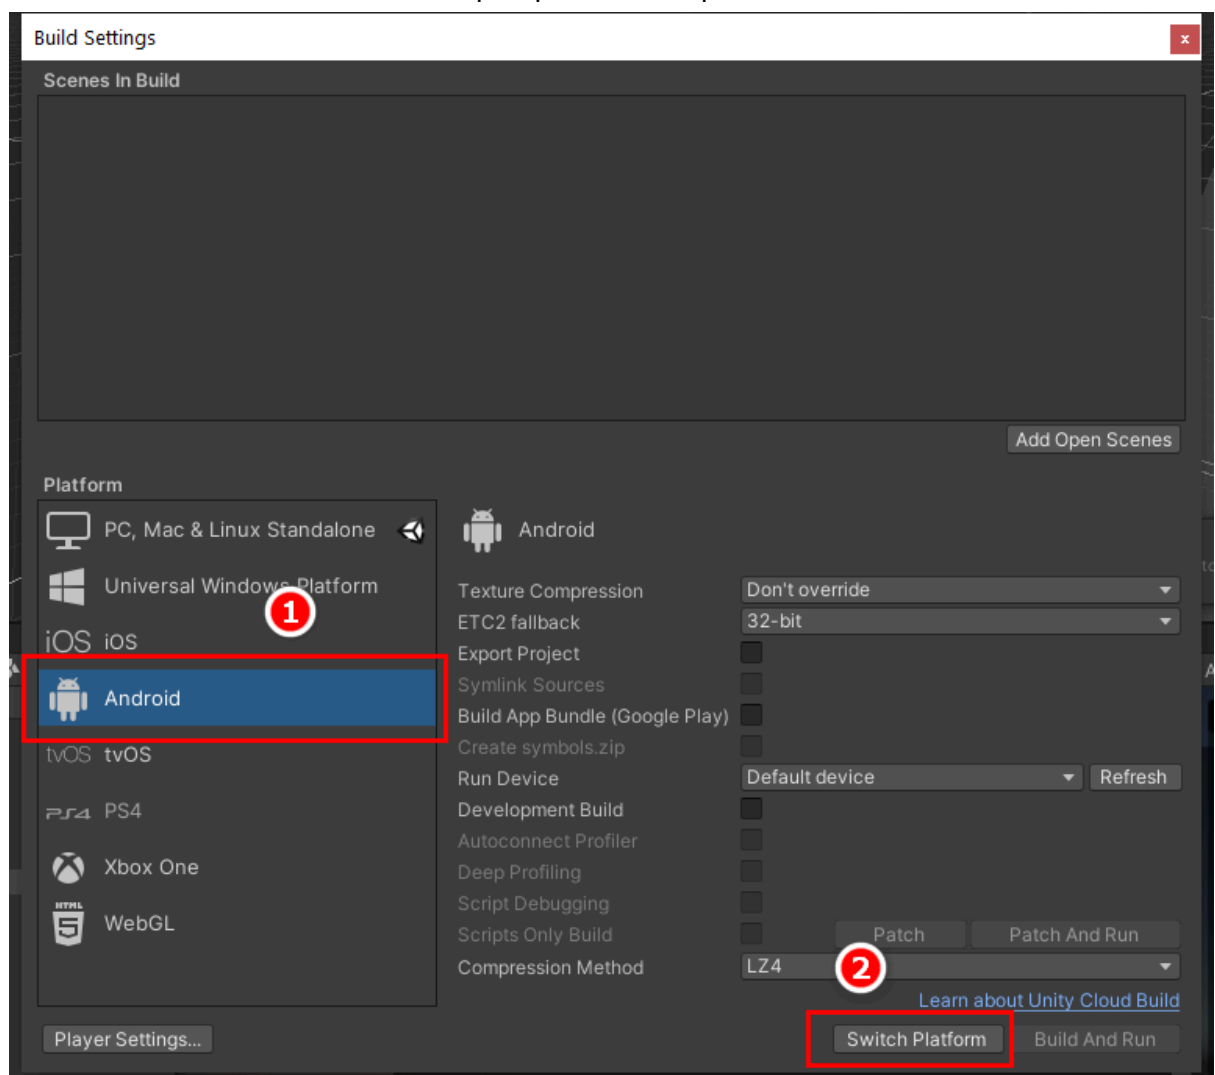 Build Settings
x
Scenes In Build
Add Open Scenes
Platform
PC, Mac & Linux Standalone
Universal Windows Platform
1
iOS iOS
Android
tvOS tvOS
PS4 PS4
Xbox One
HTML 5 WebGL
Android
Texture Compression Don't override
ETC2 fallback 32-bit
Export Project
Symlink Sources
Build App Bundle (Google Play)
Create symbols.zip
Run Device Default device Refresh
Development Build
Autoconnect Profiler
Deep Profiling
Script Debugging
Scripts Only Build Patch Patch And Run
Compression Method LZ4
2
Learn about Unity Cloud Build
Player Settings... Switch Platform Build And Run